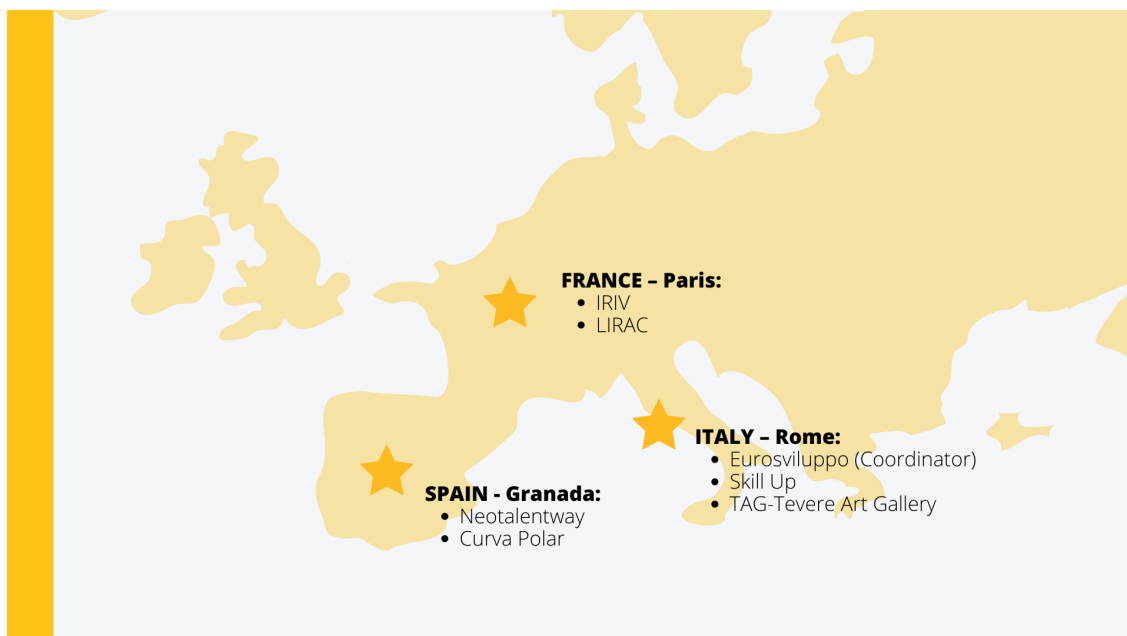 FRANCE – Paris:
• IRIV
• LIRAC
ITALY – Rome:
• Eurosviluppo (Coordinator)
• Skill Up
• TAG-Tevere Art Gallery
SPAIN - Granada:
• Neotalentway
• Curva Polar